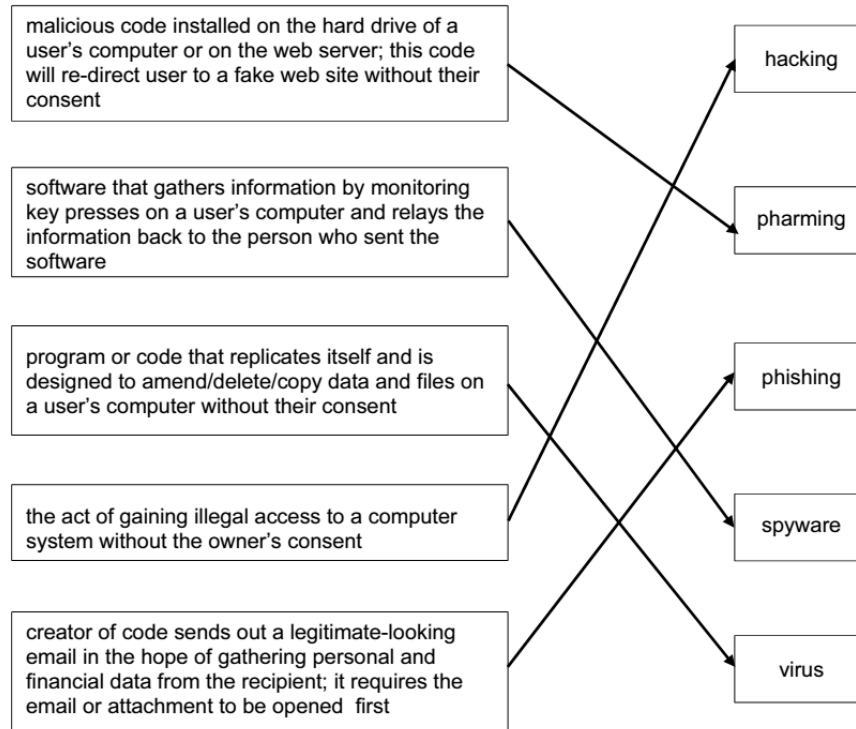 malicious code installed on the hard drive of a
user’s computer or on the web server; this code
will re-direct user to a fake web site without their
consent
hacking
software that gathers information by monitoring
key presses on a user’s computer and relays the
information back to the person who sent the
software
pharming
program or code that replicates itself and is
designed to amend/delete/copy data and files on
a user’s computer without their consent
phishing
the act of gaining illegal access to a computer
system without the owner’s consent
spyware
creator of code sends out a legitimate-looking
email in the hope of gathering personal and
financial data from the recipient; it requires the
email or attachment to be opened  first
virus